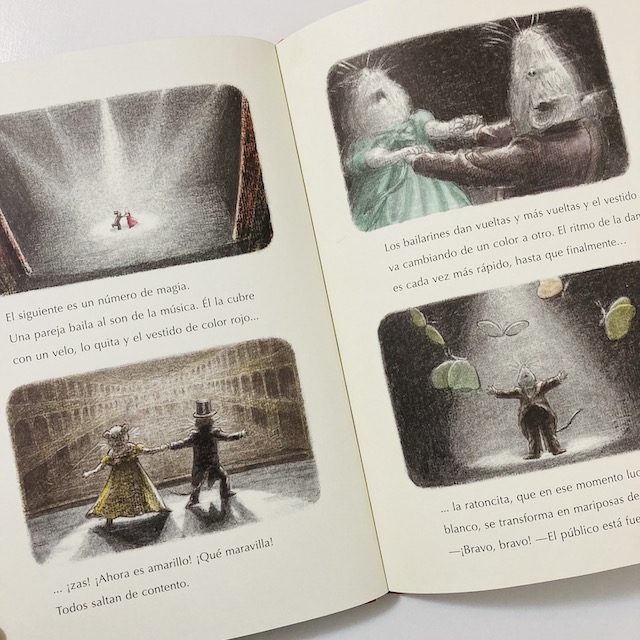 El siguiente es un número de magia.
Una pareja baila al son de la música. Él la cubre
con un velo, lo quita y el vestido de color rojo...
... ¡zas! ¡Ahora es amarillo! ¡Qué maravilla!
Todos saltan de contento.
Los bailarines dan vueltas y más vueltas y el vestido
va cambiando de un color a otro. El ritmo de la
es cada vez más rápido, hasta que finalmente...
... la ratoncita, que en ese momento
blanco, se transforma en mariposas de
—¡Bravo, bravo! —El público está